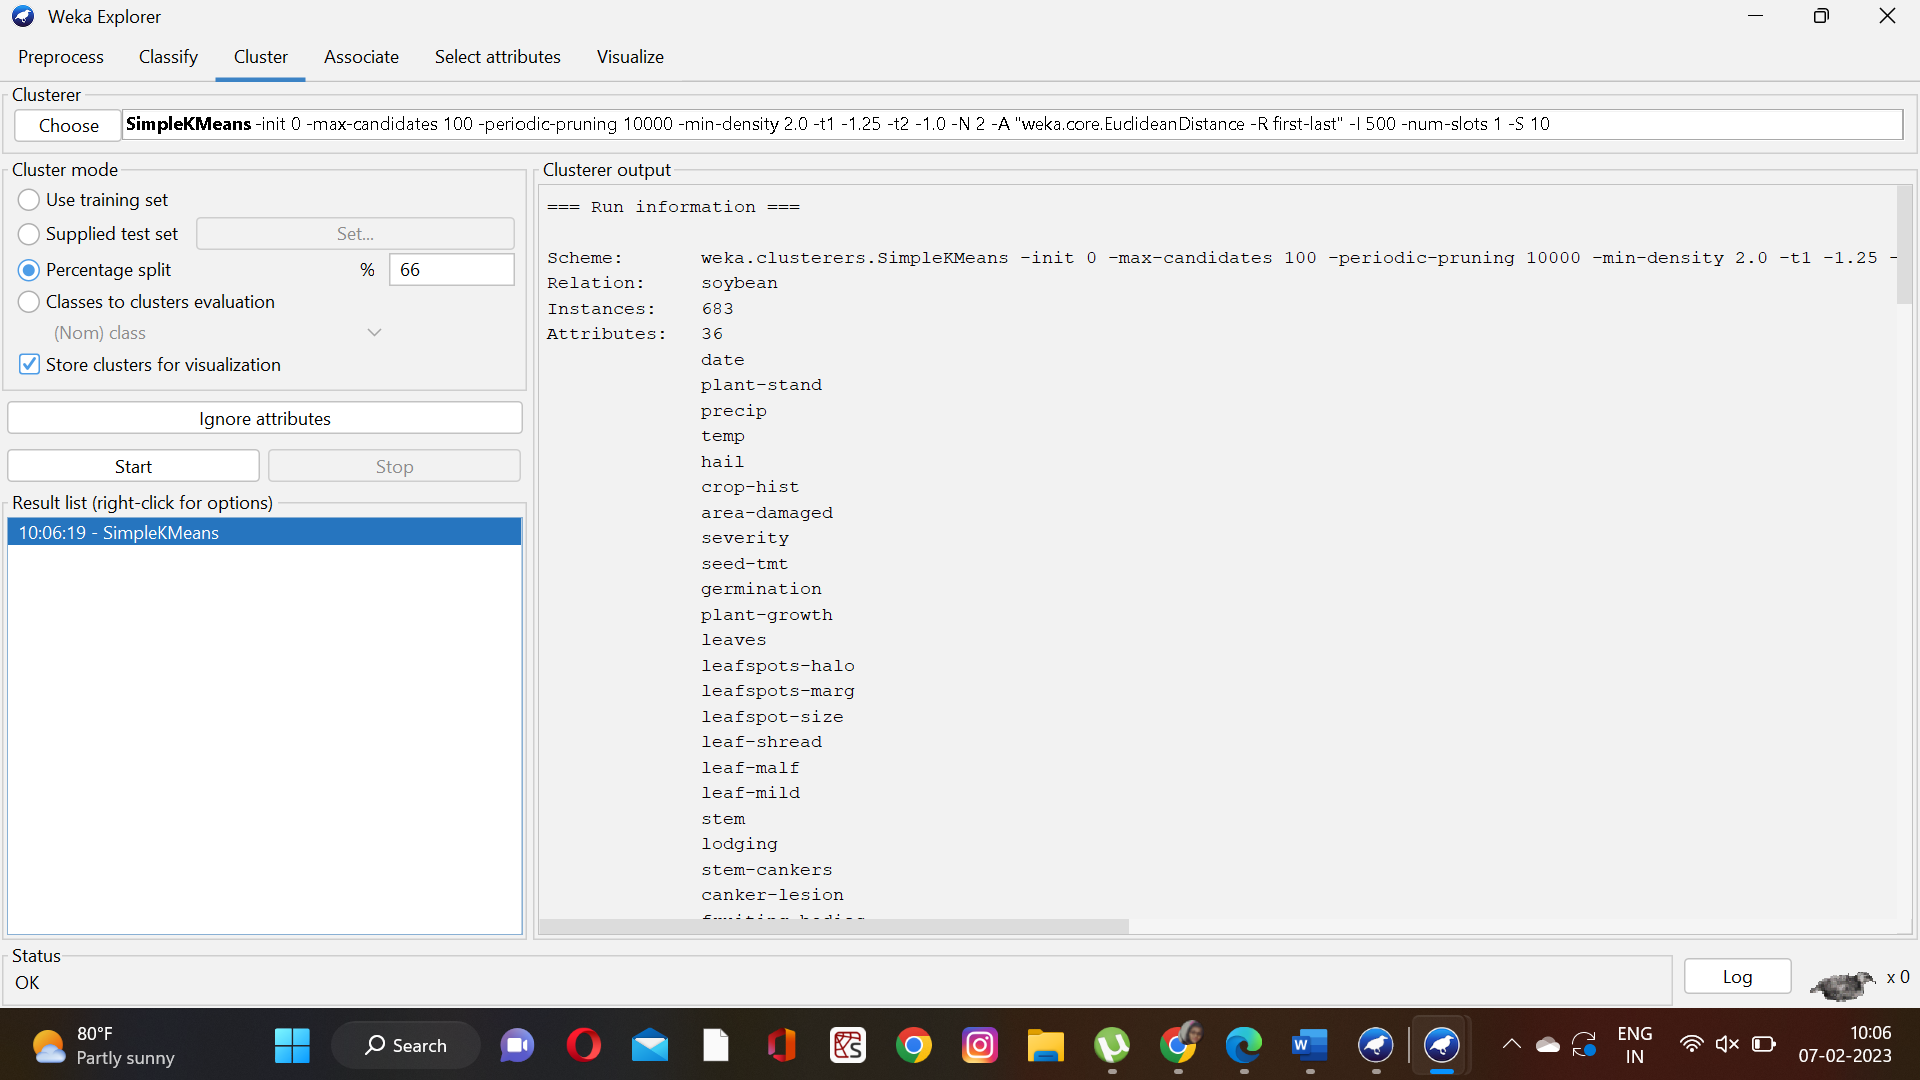 Weka Explorer
Preprocess Classify Cluster Associate Select attributes Visualize
Clusterer
Choose SimpleKMeans -init 0 -max-candidates 100 -periodic-pruning 10000 -min-density 2.0 -t1 -1.25 -t2 -1.0 -N 2 -A "weka.core.EuclideanDistance -R first-last" -I 500 -num-slots 1 -S 10
Cluster mode
Use training set
Supplied test set Set...
Percentage split % 66
Classes to clusters evaluation
(Nom) class
Store clusters for visualization
Ignore attributes
Start Stop
Result list (right-click for options)
10:06:19 - SimpleKMeans
Clusterer output
=== Run information ===
Scheme: weka.clusterers.SimpleKMeans -init 0 -max-candidates 100 -periodic-pruning 10000 -min-density 2.0 -t1 -1.25 -
Relation: soybean
Instances: 683
Attributes: 36
date
plant-stand
precip
temp
hail
crop-hist
area-damaged
severity
seed-tmt
germination
plant-growth
leaves
leafspots-halo
leafspots-marg
leafspot-size
leaf-shread
leaf-malf
leaf-mild
stem
lodging
stem-cankers
canker-lesion
Status
OK
Log x 0
80°F
Partly sunny
Search
ENG
IN
10:06
07-02-2023